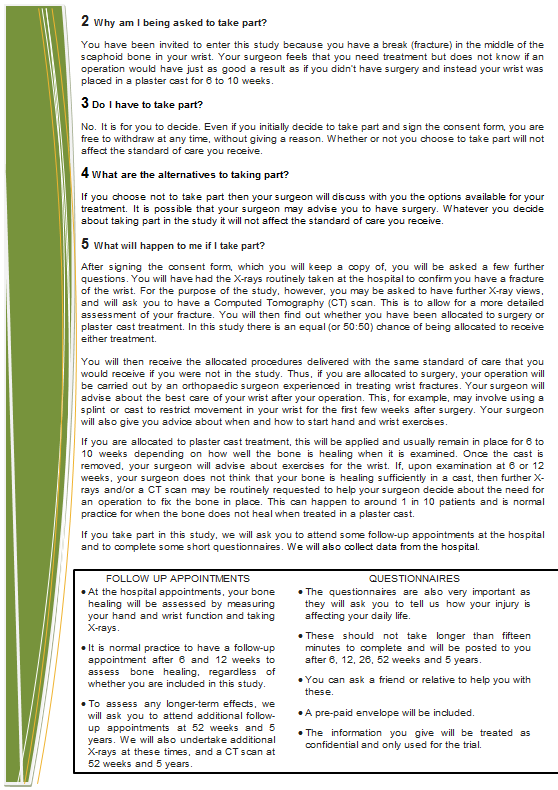 2 Why am I being asked to take part?
You have been invited to enter this study because you have a break (fracture) in the middle of the
scaphoid bone in your wrist. Your surgeon feels that you need treatment but does not know if an
operation would have just as good a result as if you didn't have surgery and instead your wrist was
placed in a plaster cast for 6 to 10 weeks.
3 Do I have to take part?
No. It is for you to decide. Even if you initially decide to take part and sign the consent form, you are
free to withdraw at any time, without giving a reason. Whether or not you choose to take part will not
affect the standard of care you receive.
4 What are the alternatives to taking part?
If you choose not to take part then your surgeon will discuss with you the options available for your
treatment. It is possible that your surgeon may advise you to have surgery. Whatever you decide
about taking part in the study it will not affect the standard of care you receive.
5 What will happen to me if I take part?
After signing the consent form, which you will keep a copy of, you will be asked a few further
questions. You will have had the X-rays routinely taken at the hospital to confirm you have a fracture
of the wrist. For the purpose of the study, however, you may be asked to have further X-ray views,
and will ask you to have a Computed Tomography (CT) scan. This is to allow for a more detailed
assessment of your fracture. You will then find out whether you have been allocated to surgery or
plaster cast treatment. In this study there is an equal (or 50:50) chance of being allocated to receive
either treatment.
You will then receive the allocated procedures delivered with the same standard of care that you
would receive if you were not in the study. Thus, if you are allocated to surgery, your operation will
be carried out by an orthopaedic surgeon experienced in treating wrist fractures. Your surgeon will
advise about the best care of your wrist after your operation. This, for example, may involve using a
splint or cast to restrict movement in your wrist for the first few weeks after surgery. Your surgeon
will also give you advice about when and how to start hand and wrist exercises.
If you are allocated to plaster cast treatment, this will be applied and usually remain in place for 6 to
10 weeks depending on how well the bone is healing when it is examined. Once the cast is
removed, your surgeon will advise about exercises for the wrist. If, upon examination at 6 or 12
weeks, your surgeon does not think that your bone is healing sufficiently in a cast, then further X-
rays and/or a CT scan may be routinely requested to help your surgeon decide about the need for
an operation to fix the bone in place. This can happen to around 1 in 10 patients and is normal
practice for when the bone does not heal when treated in a plaster cast.
If you take part in this study, we will ask you to attend some follow-up appointments at the hospital
and to complete some short questionnaires. We will also collect data from the hospital.
FOLLOW UP APPOINTMENTS
• At the hospital appointments, your bone
healing will be assessed by measuring
your hand and wrist function and taking
X-rays.
• It is normal practice to have a follow-up
appointment after 6 and 12 weeks to
assess bone healing, regardless of
whether you are included in this study.
• To assess any longer-term effects, we
will ask you to attend additional follow-
up appointments at 52 weeks and 5
years. We will also undertake additional
X-rays at these times, and a CT scan at
52 weeks and 5 years.
QUESTIONNAIRES
• The questionnaires are also very important as
they will ask you to tell us how your injury is
affecting your daily life.
• These should not take longer than fifteen
minutes to complete and will be posted to you
after 6, 12, 26, 52 weeks and 5 years.
• You can ask a friend or relative to help you with
these.
• A pre-paid envelope will be included.
• The information you give will be treated as
confidential and only used for the trial.